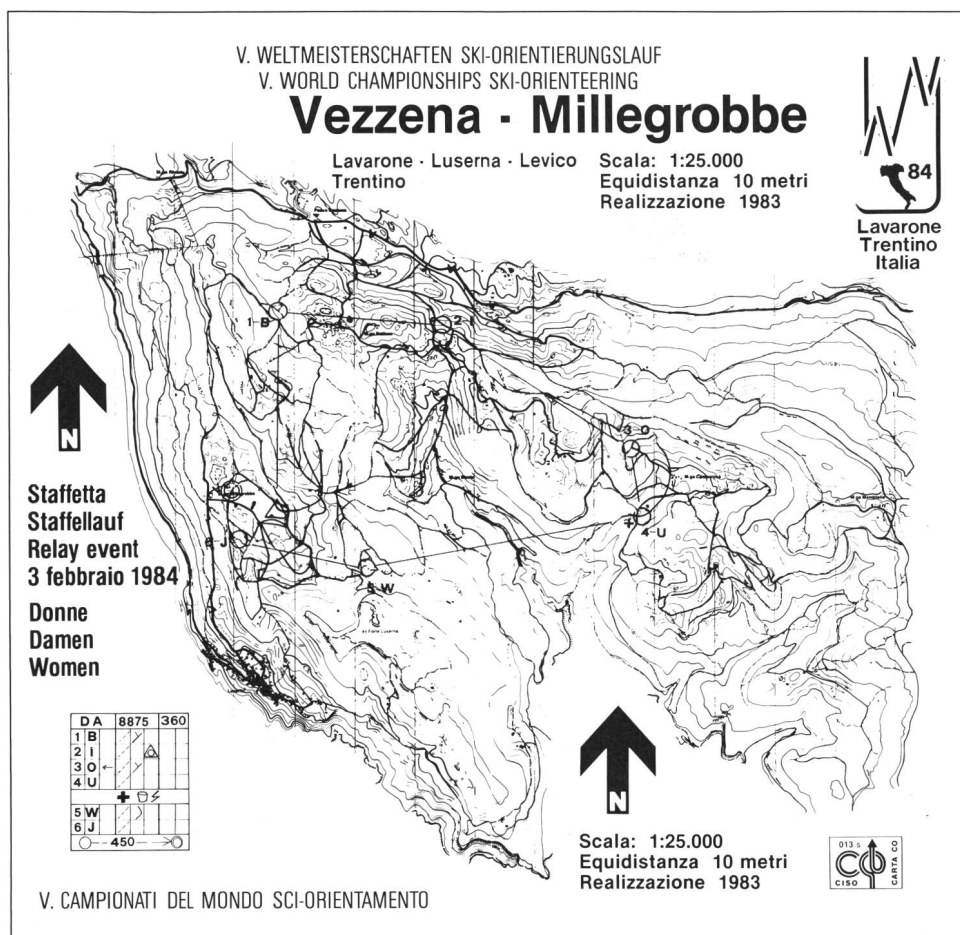 V. WELTMEISTERSCHAFTEN SKI-ORIENTIERUNGSLAUF
V. WORLD CHAMPIONSHIPS SKI-ORIENTEERING
Vezzena - Millegrobbe
Lavarone - Luserna - Levico
Trentino
Scala: 1:25.000
Equidistanza 10 metri
Realizzazione 1983
84
Lavarone
Trentino
Italia
1-B
2-I
3 O
4-U
5 W
6 J
N
Staffetta
Staffellauf
Relay event
3 febbraio 1984
Donne
Damen
Women
DA 8875 360
1 B
2 I
3 O
4 U
5 W
6 J
450
N
Scala: 1:25.000
Equidistanza 10 metri
Realizzazione 1983
013 s
CISO
CARTA CO
V. CAMPIONATI DEL MONDO SCI-ORIENTAMENTO